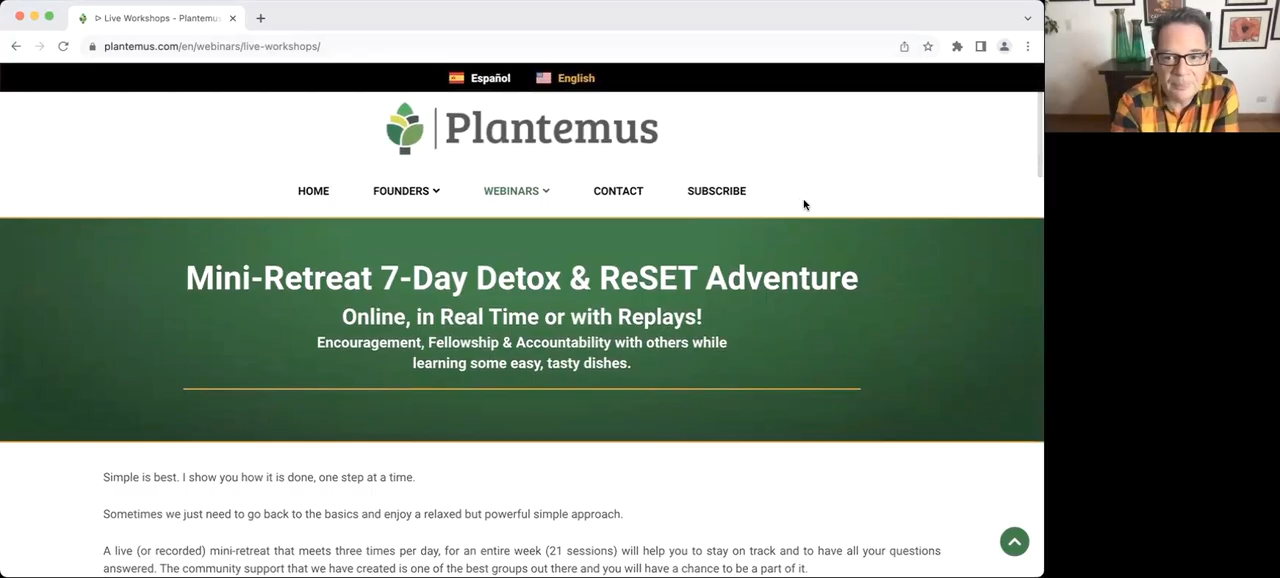 ▷ Live Workshops - Plantemus
plantemus.com/en/webinars/live-workshops/
Español English
Plantemus
HOME FOUNDERS WEBINARS CONTACT SUBSCRIBE
Mini-Retreat 7-Day Detox & ReSET Adventure
Online, in Real Time or with Replays!
Encouragement, Fellowship & Accountability with others while
learning some easy, tasty dishes.
Simple is best. I show you how it is done, one step at a time.
Sometimes we just need to go back to the basics and enjoy a relaxed but powerful simple approach.
A live (or recorded) mini-retreat that meets three times per day, for an entire week (21 sessions) will help you to stay on track and to have all your questions
answered. The community support that we have created is one of the best groups out there and you will have a chance to be a part of it.